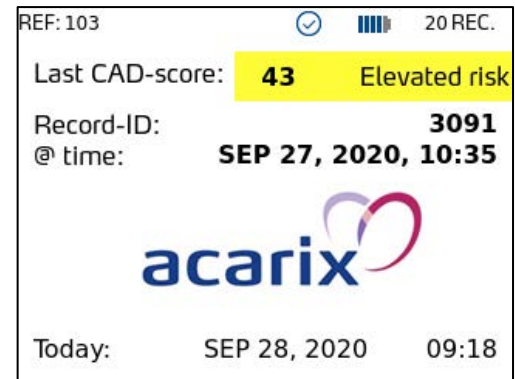 REF: 103 20 REC.
Last CAD-score: 43 Elevated risk
Record-ID: 3091
@ time: SEP 27, 2020, 10:35
acarix
Today: SEP 28, 2020 09:18